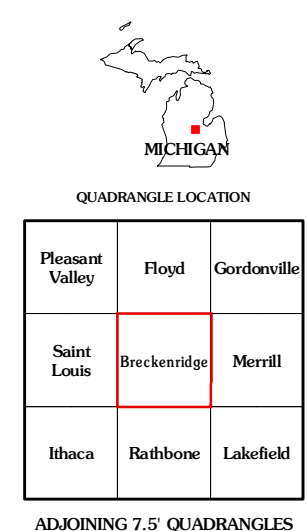 MICHIGAN
QUADRANGLE LOCATION
Pleasant
Valley
Floyd
Gordonville
Saint
Louis
Breckenridge
Merrill
Ithaca
Rathbone
Lakefield
ADJOINING 7.5' QUADRANGLES